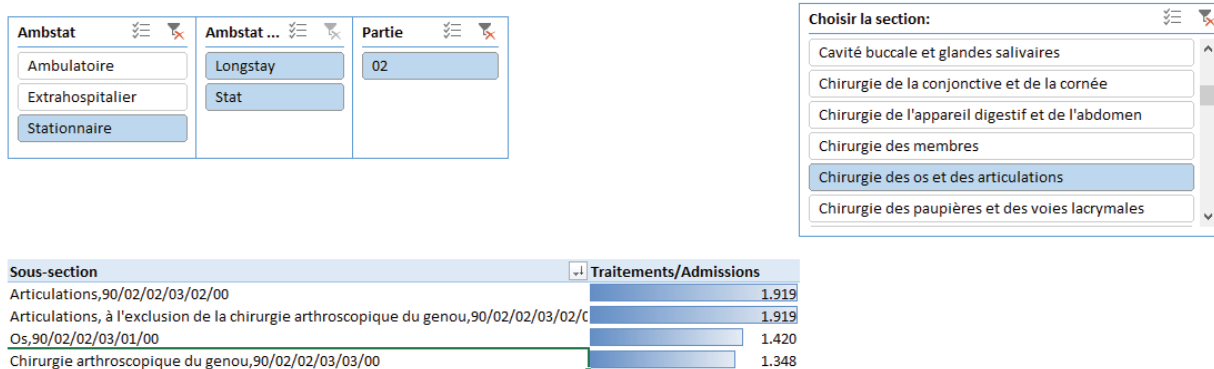 Ambstat
Ambulatoire
Extrahospitalier
Stationnaire
Ambstat ...
Longstay
Stat
Partie
02
Choisir la section:
Cavité buccale et glandes salivaires
Chirurgie de la conjonctive et de la cornée
Chirurgie de l'appareil digestif et de l'abdomen
Chirurgie des membres
Chirurgie des os et des articulations
Chirurgie des paupières et des voies lacrymales
Sous-section Traitements/Admissions
Articulations,90/02/02/03/02/00 1.919
Articulations, à l'exclusion de la chirurgie arthroscopique du genou,90/02/02/03/02/0 1.919
Os,90/02/02/03/01/00 1.420
Chirurgie arthroscopique du genou,90/02/02/03/03/00 1.348